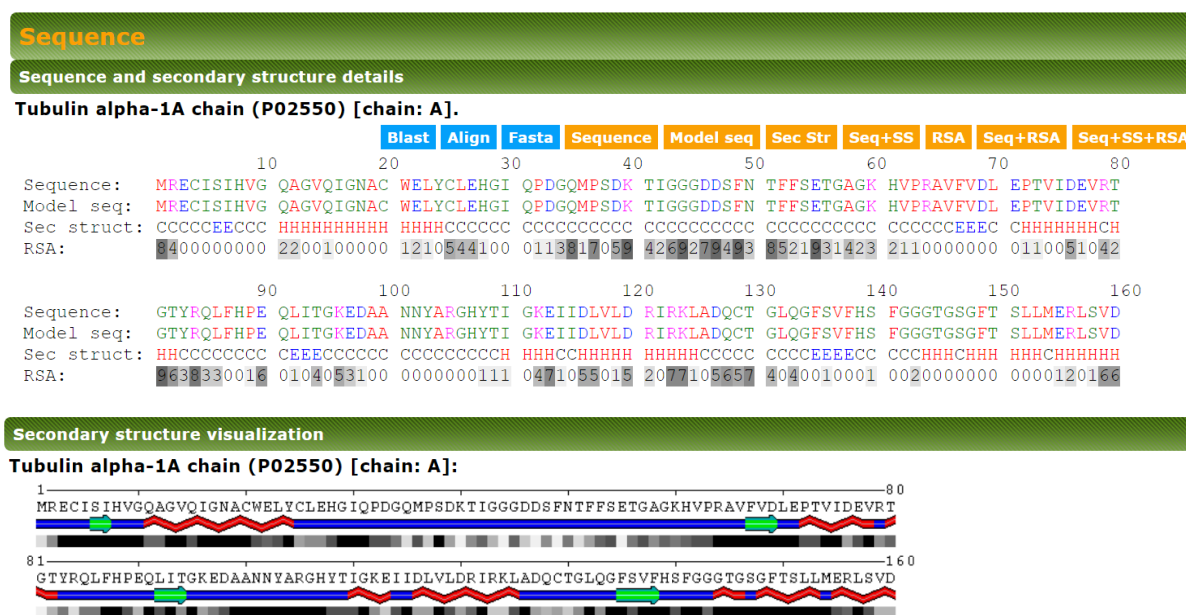 Sequence
Sequence and secondary structure details
Tubulin alpha-1A chain (P02550) [chain: A].
Blast Align Fasta Sequence Model seq Sec Str Seq+SS RSA Seq+RSA Seq+SS+RSA
10 20 30 40 50 60 70 80
Sequence: MRECISIHVG QAGVQIGNAC WELYCLEHGI QPDGQMPSDK TIGGGDDSFN TFFSETGAGK HVPRAVFVDL EPTVIDEVRT
Model seq: MRECISIHVG QAGVQIGNAC WELYCLEHGI QPDGQMPSDK TIGGGDDSFN TFFSETGAGK HVPRAVFVDL EPTVIDEVRT
Sec struct: CCCCCEECCC HHHHHHHHHH HHHHCCCCCC CCCCCCCCCC CCCCCCCCCC CCCCCCCCCC CCCCCCEEEC CHHHHHHHCH
RSA: 8400000000 2200100000 1210544100 0113817059 4269279493 8521931423 2110000000 0110051042
90 100 110 120 130 140 150 160
Sequence: GTYRQLFHPE QLITGKEDAA NNYARGHYTI GKEIIDLVLD RIRKLADQCT GLQGFSVFHS FGGGTGSGFT SLLMERLSVD
Model seq: GTYRQLFHPE QLITGKEDAA NNYARGHYTI GKEIIDLVLD RIRKLADQCT GLQGFSVFHS FGGGTGSGFT SLLMERLSVD
Sec struct: HHCCCCCCCC CEEECCCCCC CCCCCCCCCH HHHCCHHHHH HHHHHCCCCC CCCCEEEECC CCCHHHCHHH HHHCHHHHHH
RSA: 9638330016 0104053100 0000000111 0471055015 2077105657 4040010001 0020000000 0000120166
Secondary structure visualization
Tubulin alpha-1A chain (P02550) [chain: A]:
1 80
MRECISIHVGQAGVQIGNACWELYCLEHGIQPDGQMPSDKTIGGGDDSFNTFFSETGAGKHVPRAVFVDLEPTVIDEVRT
81 160
GTYRQLFHPEQLITGKEDAANNYARGHYTIGKEIIDLVLDRIRKLADQCTGLQGFSVFHSFGGGTGSGFTSLLMERLSVD